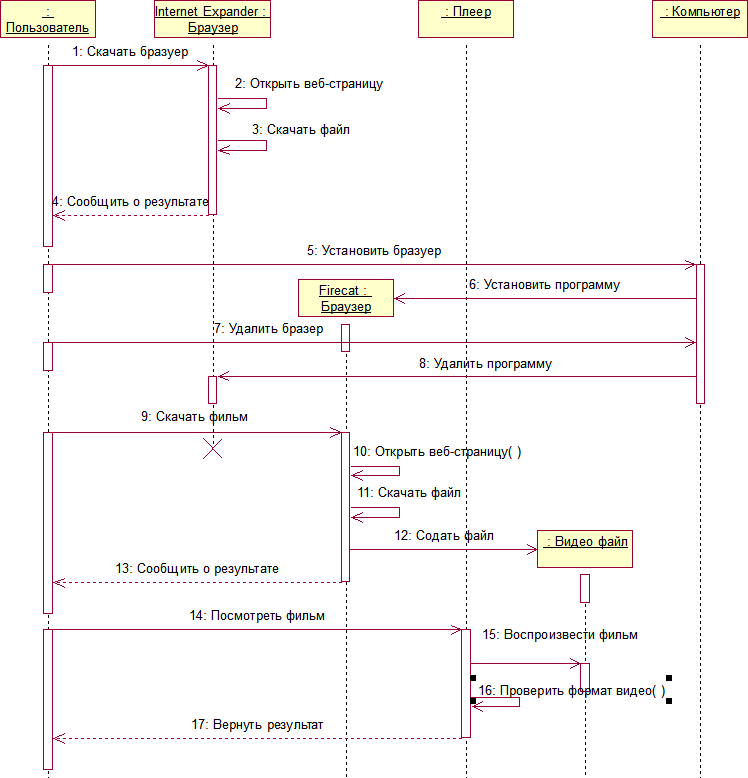 :
Пользователь
Internet Expander :
Браузер
: Плеер
: Компьютер
1: Скачать бразуер
2: Открыть веб-страницу
3: Скачать файл
4: Сообщить о результате
5: Установить бразуер
Firecat :
Браузер
6: Установить программу
7: Удалить бразер
8: Удалить программу
9: Скачать фильм
10: Открыть веб-страницу( )
11: Скачать файл
12: Содать файл
: Видео файл
13: Сообщить о результате
14: Посмотреть фильм
15: Воспроизвести фильм
16: Проверить формат видео( )
17: Вернуть результат